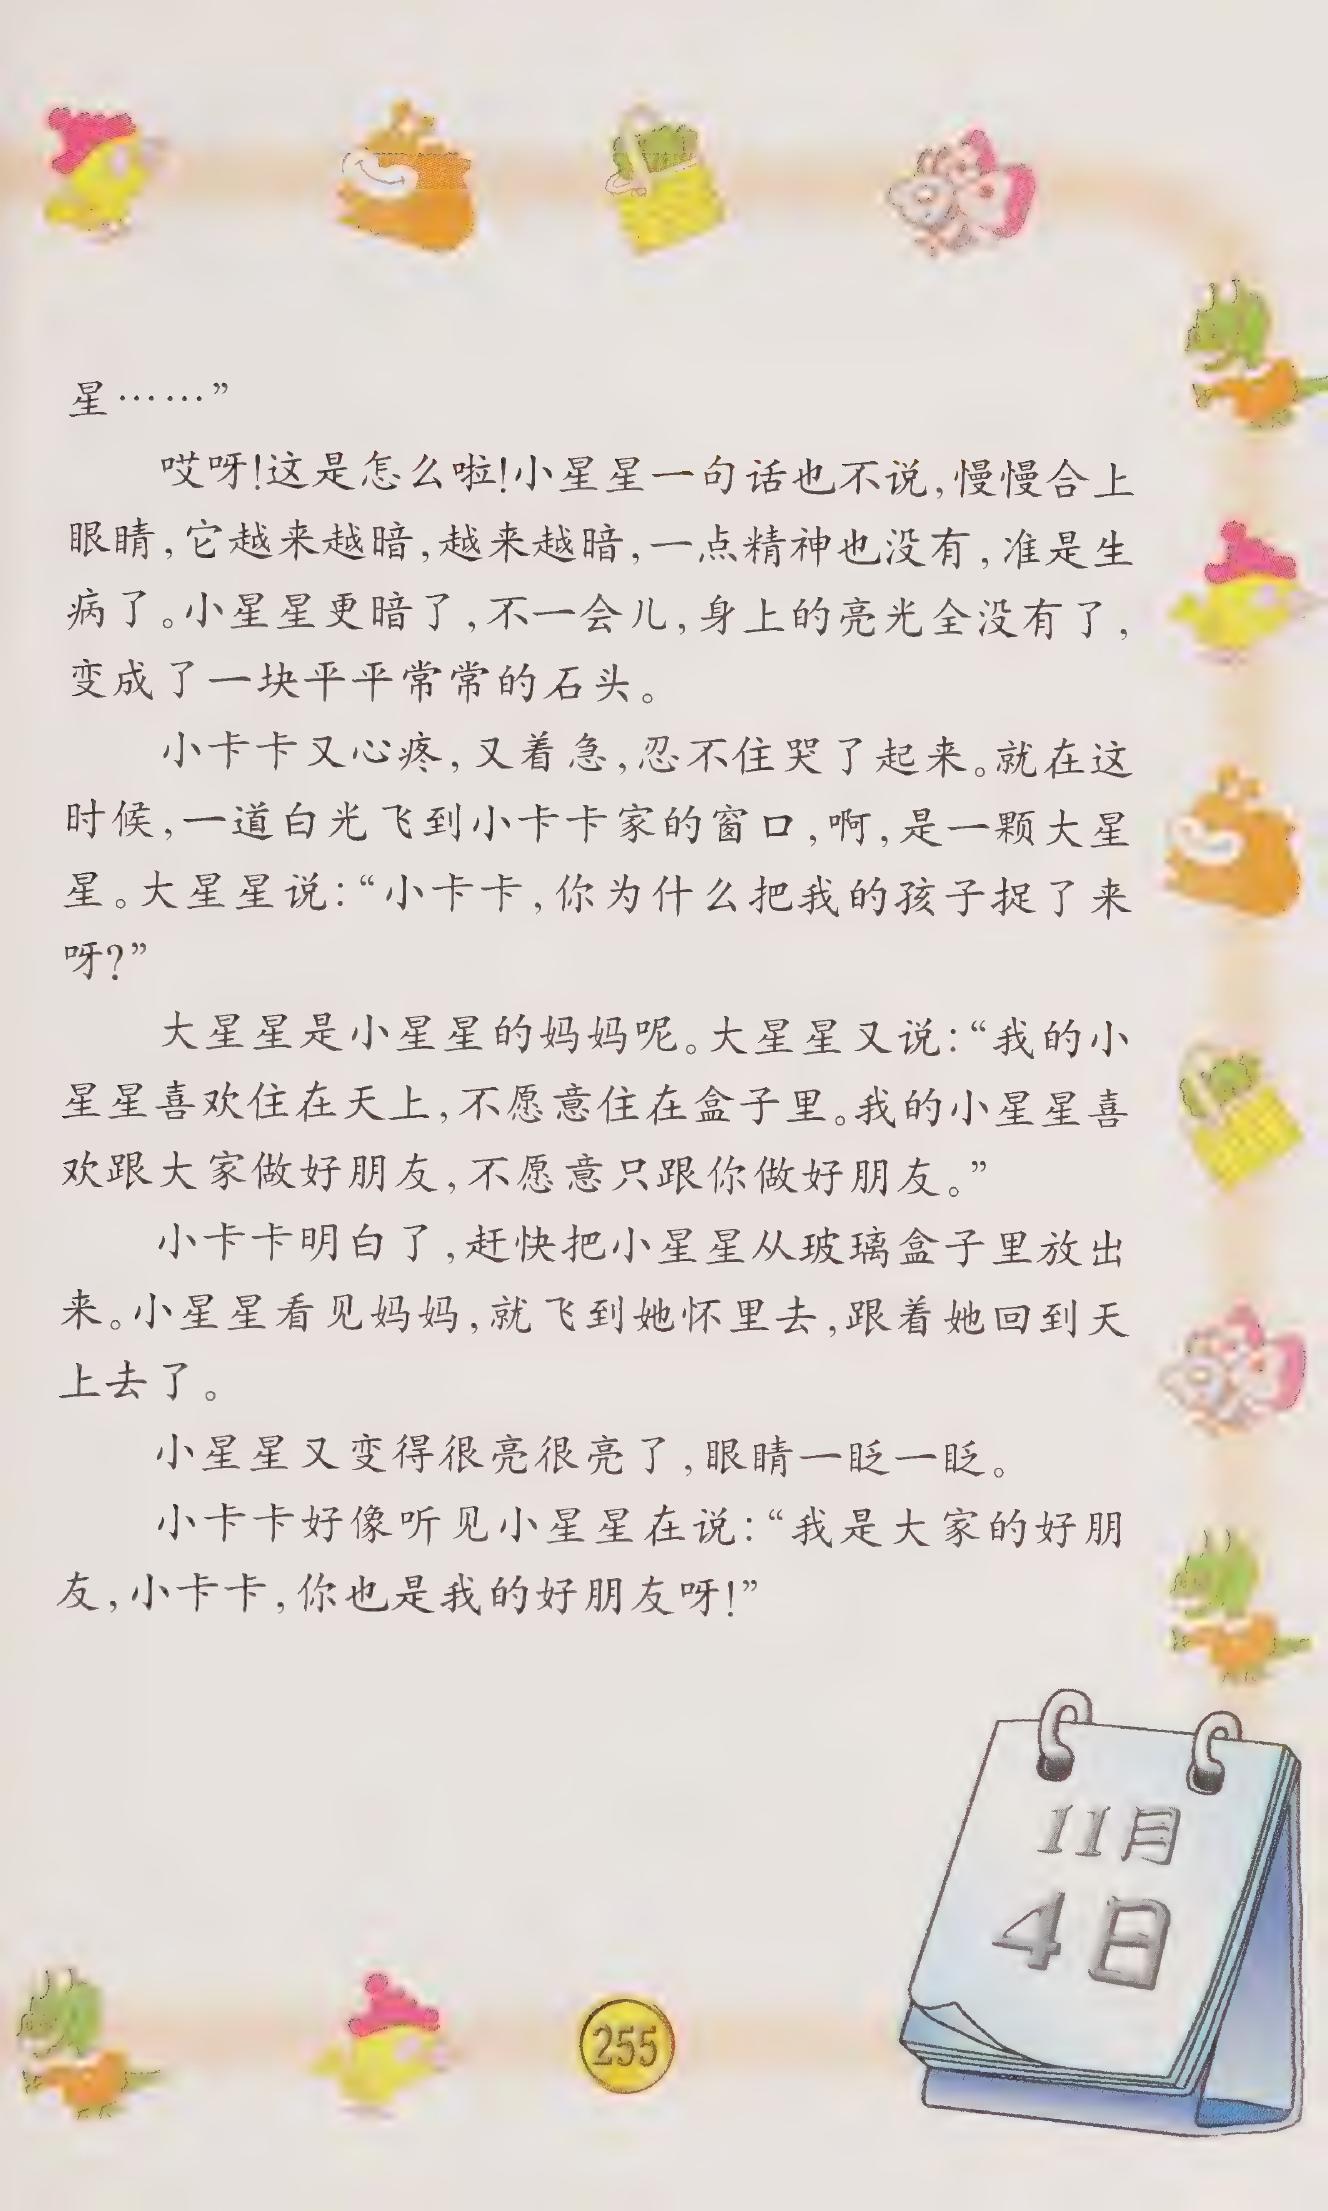 星……”
哎呀!这是怎么啦!小星星一句话也不说,慢慢合上
眼睛,它越来越暗,越来越暗,一点精神也没有,准是生
病了。小星星更暗了,不一会儿,身上的亮光全没有了,
变成了一块平平常常的石头。
小卡卡又心疼,又着急,忍不住哭了起来。就在这
时候,一道白光飞到小卡卡家的窗口,啊,是一颗大星
星。大星星说:“小卡卡,你为什么把我的孩子捉了来
呀?”
大星星是小星星的妈妈呢。大星星又说:“我的小
星星喜欢住在天上,不愿意住在盒子里。我的小星星喜
欢跟大家做好朋友,不愿意只跟你做好朋友。”
小卡卡明白了,赶快把小星星从玻璃盒子里放出
来。小星星看见妈妈,就飞到她怀里去,跟着她回到天
上去了。
小星星又变得很亮很亮了,眼睛一眨一眨。
小卡卡好像听见小星星在说:“我是大家的好朋
友,小卡卡,你也是我的好朋友呀!”
11月
4日
255